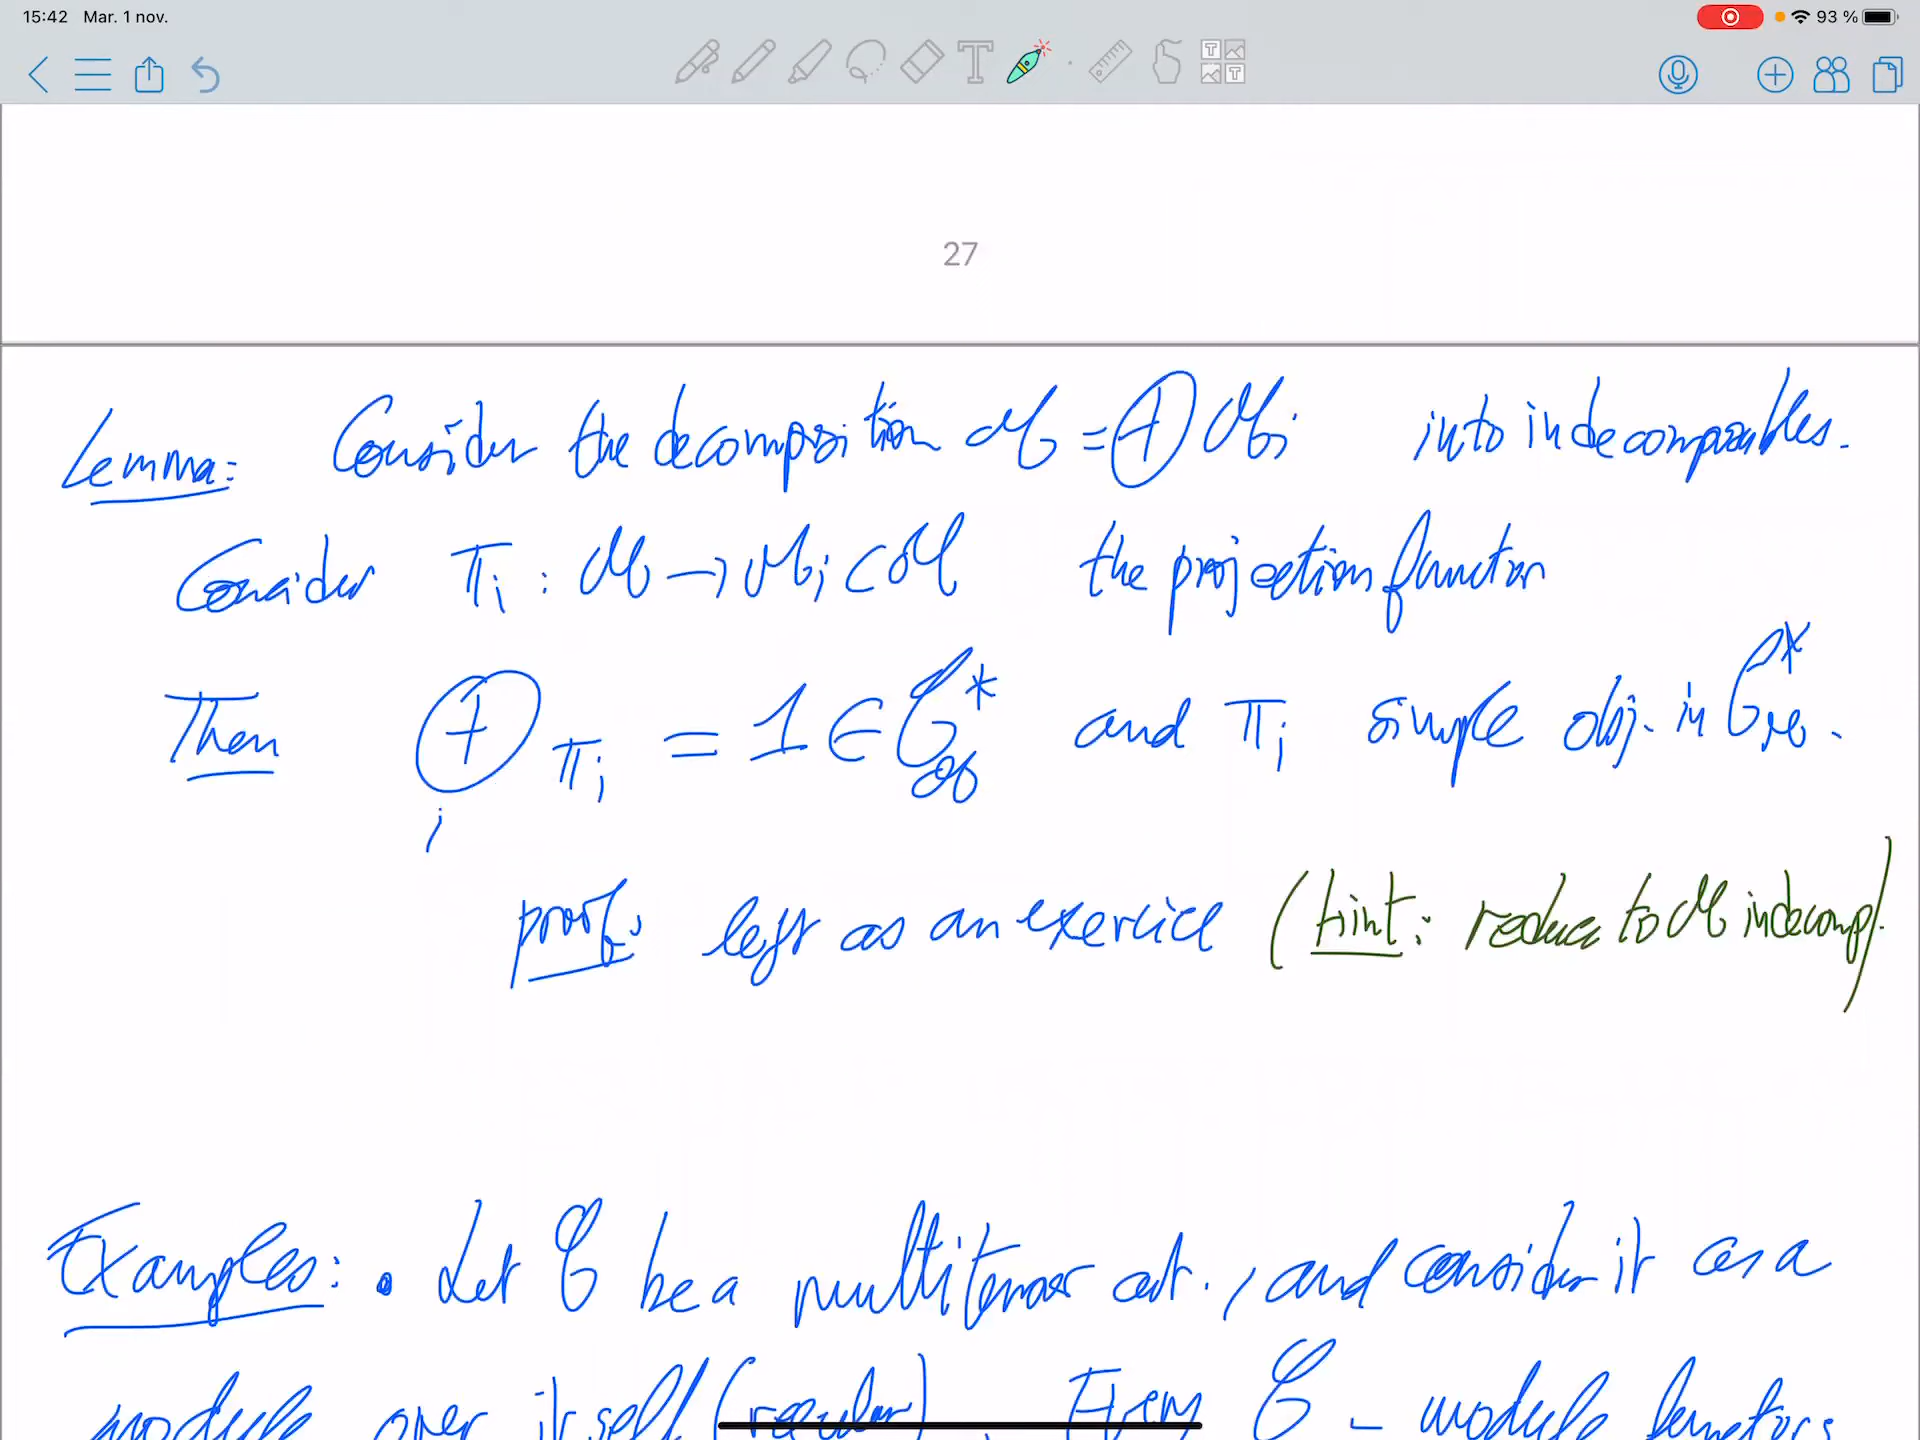 15:42 Mar. 1 nov. 93 %
27
Lemma: Consider the decomposition M = ⊕ Mi into indecomposables.
Consider πi : M → Mi ⊂ M the projection functor
Then ⊕i πi = 1 ∈ C*M and πi simple obj. in C*M.
proof: left as an exercice (hint: reduce to M indecomp.)
Examples: • Let C be a multitensor cat., and consider it as a
module over itself (regular). Every C-module functors